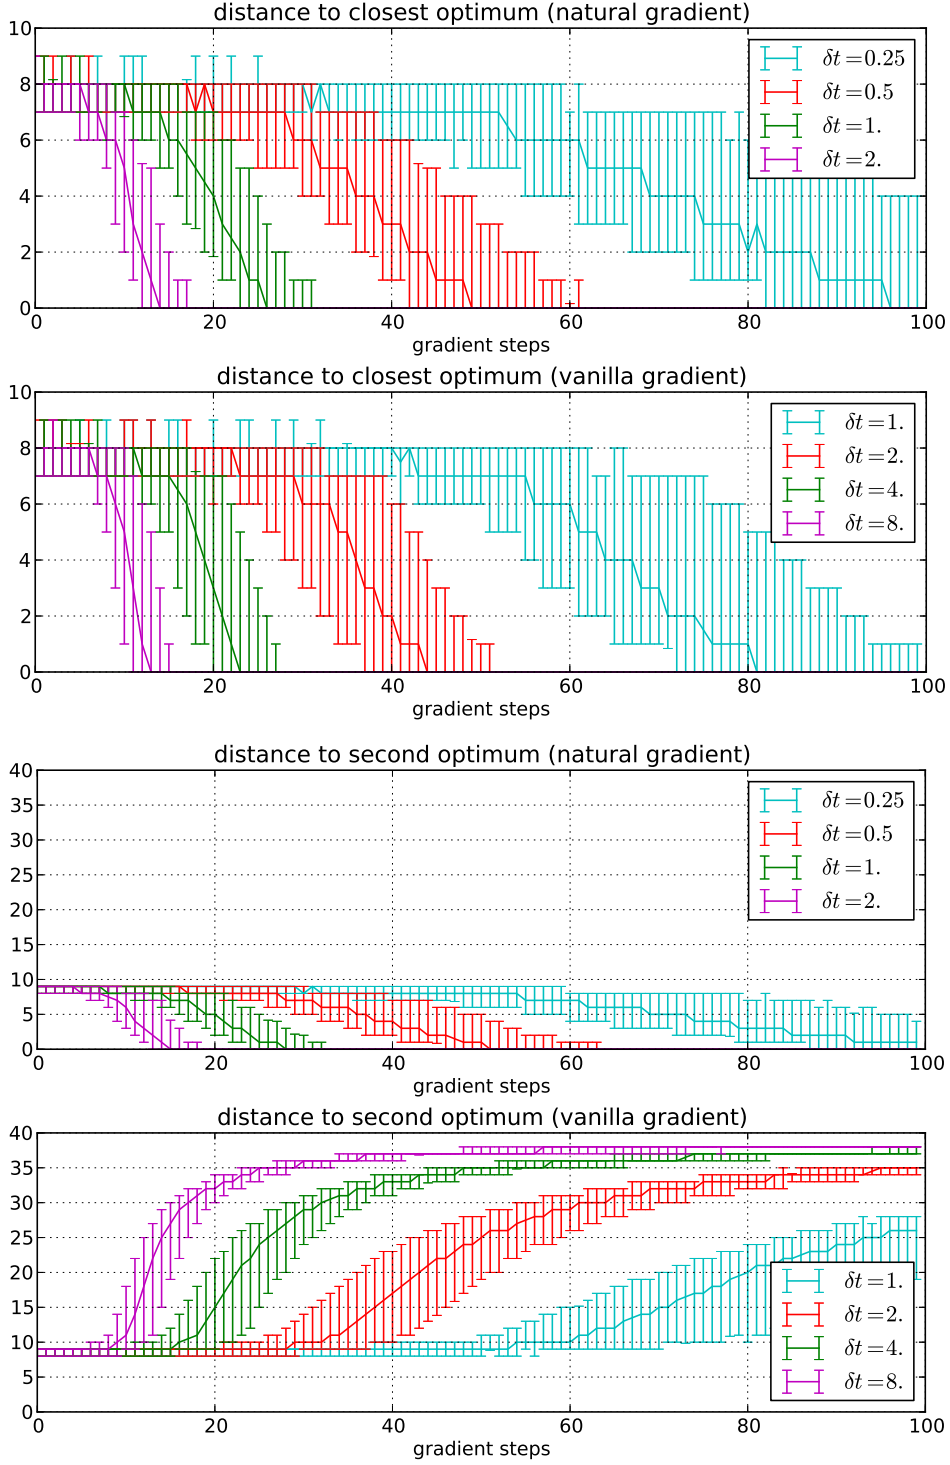 distance to closest optimum (natural gradient)
10
8
6
4
2
0
0 20 40 60 80 100
gradient steps
δt=0.25
δt=0.5
δt=1.
δt=2.
distance to closest optimum (vanilla gradient)
10
8
6
4
2
0
0 20 40 60 80 100
gradient steps
δt=1.
δt=2.
δt=4.
δt=8.
distance to second optimum (natural gradient)
40
35
30
25
20
15
10
5
0
0 20 40 60 80 100
gradient steps
δt=0.25
δt=0.5
δt=1.
δt=2.
distance to second optimum (vanilla gradient)
40
35
30
25
20
15
10
5
0
0 20 40 60 80 100
gradient steps
δt=1.
δt=2.
δt=4.
δt=8.